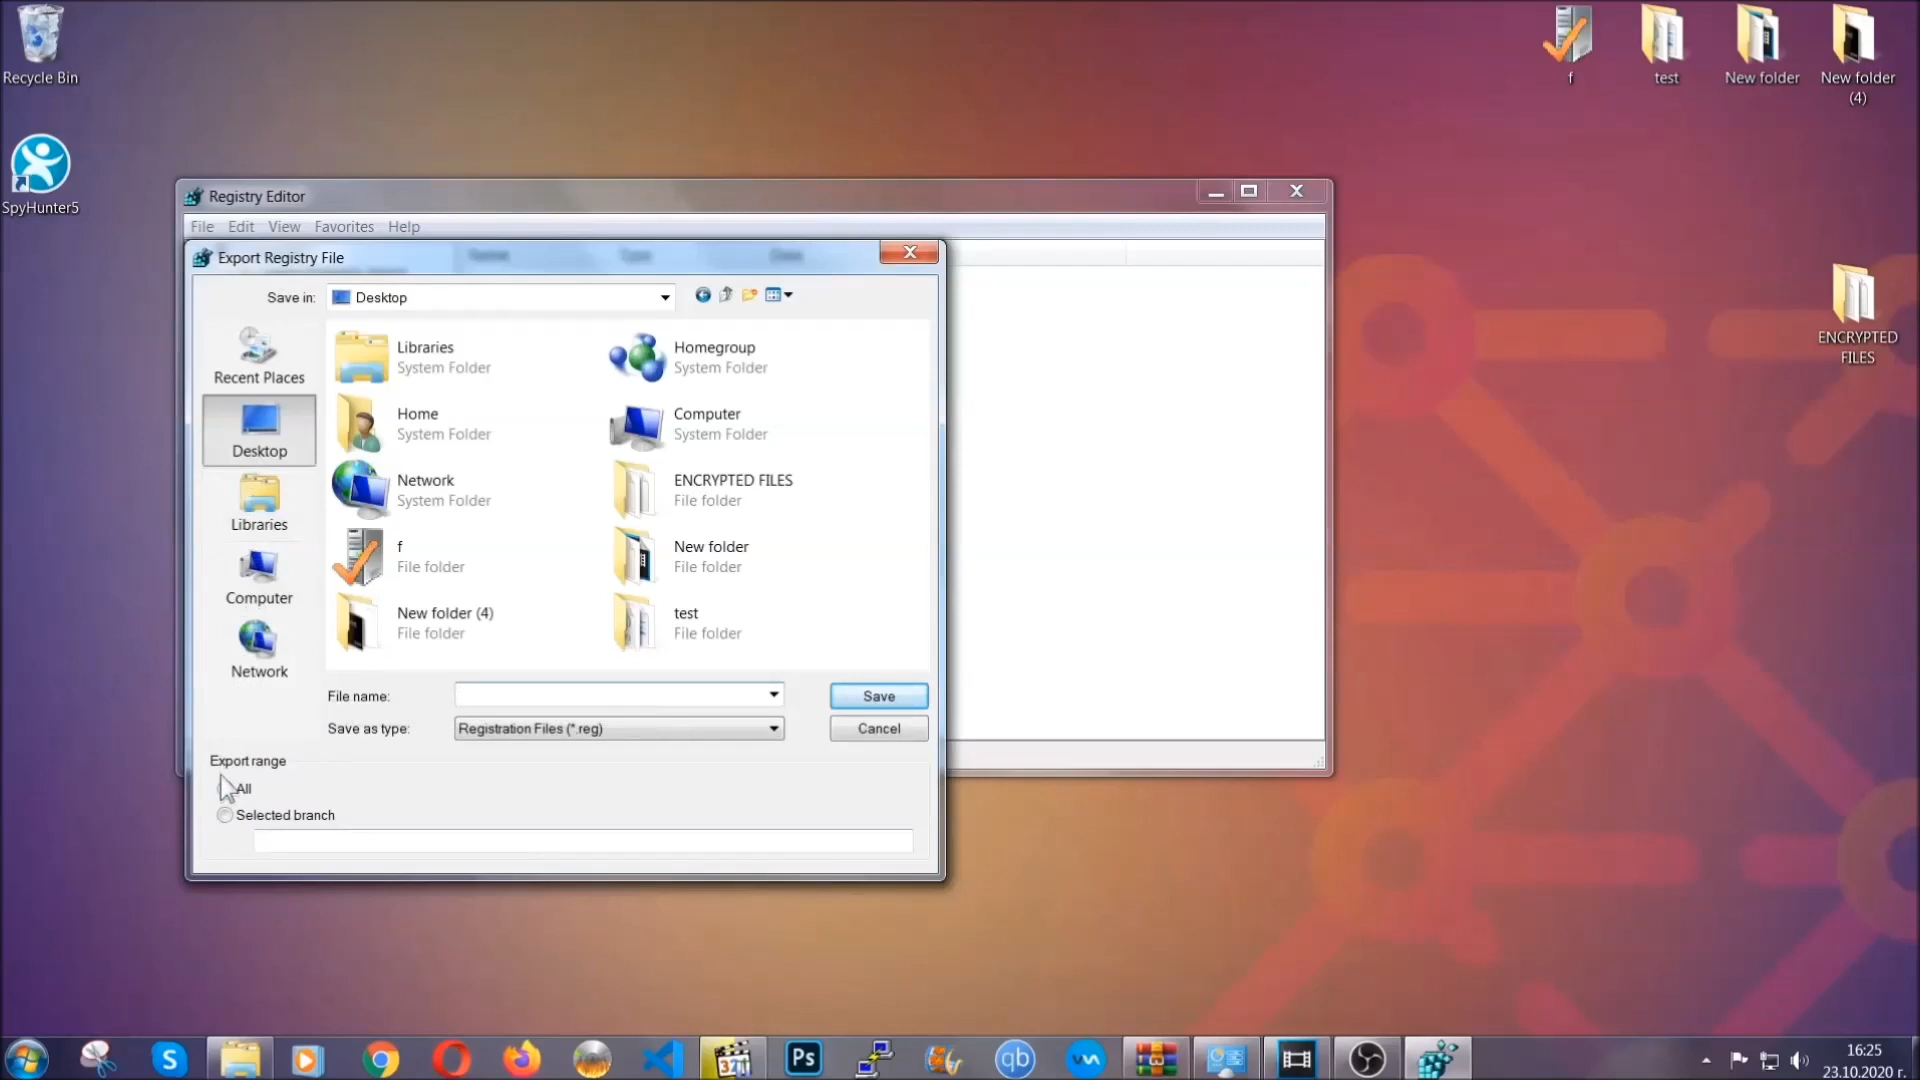 Recycle Bin
SpyHunter5
f
test
New folder
New folder
(4)
ENCRYPTED
FILES
Registry Editor
File Edit View Favorites Help
Export Registry File
Save in: Desktop
Recent Places
Desktop
Libraries
Computer
Network
Libraries
System Folder
Homegroup
System Folder
Home
System Folder
Computer
System Folder
Network
System Folder
ENCRYPTED FILES
File folder
f
File folder
New folder
File folder
New folder (4)
File folder
test
File folder
File name:
Save
Save as type: Registration Files (*.reg)
Cancel
Export range
All
Selected branch
S
321
Ps
qb
16:25
23.10.2020 г.